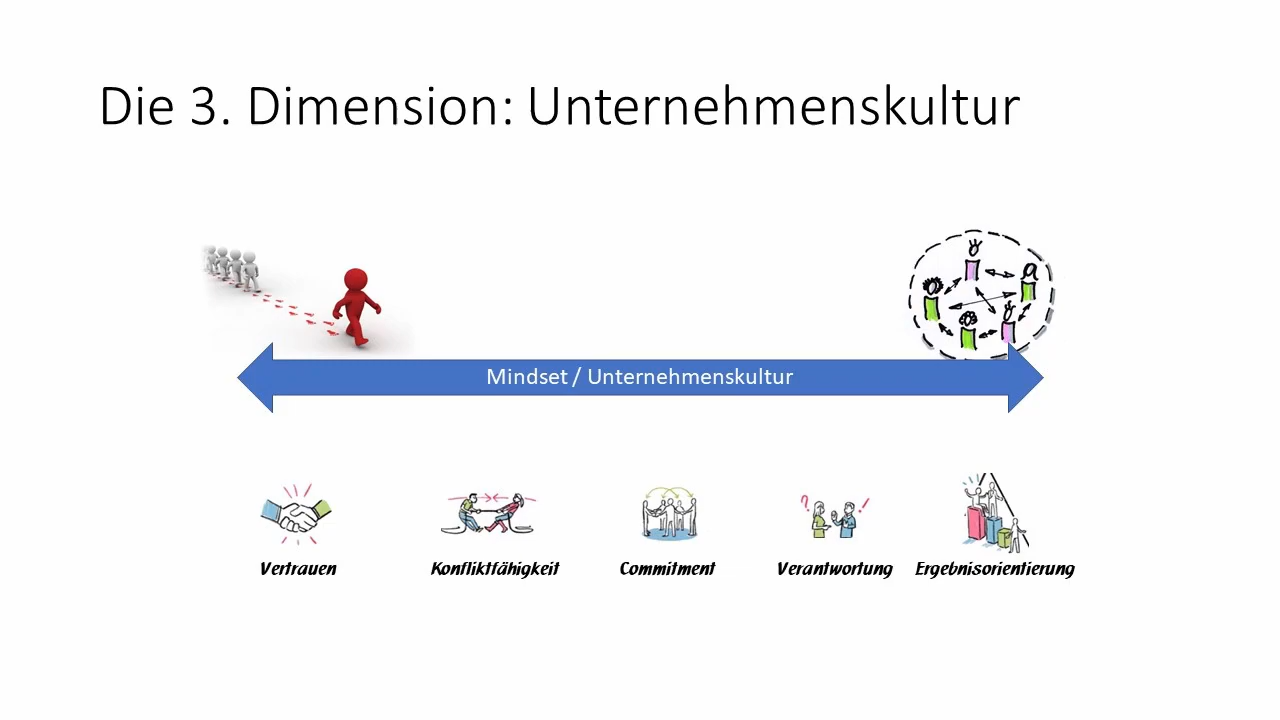 Die 3. Dimension: Unternehmenskultur
Mindset / Unternehmenskultur
Vertrauen
Konfliktfähigkeit
Commitment
Verantwortung
Ergebnisorientierung